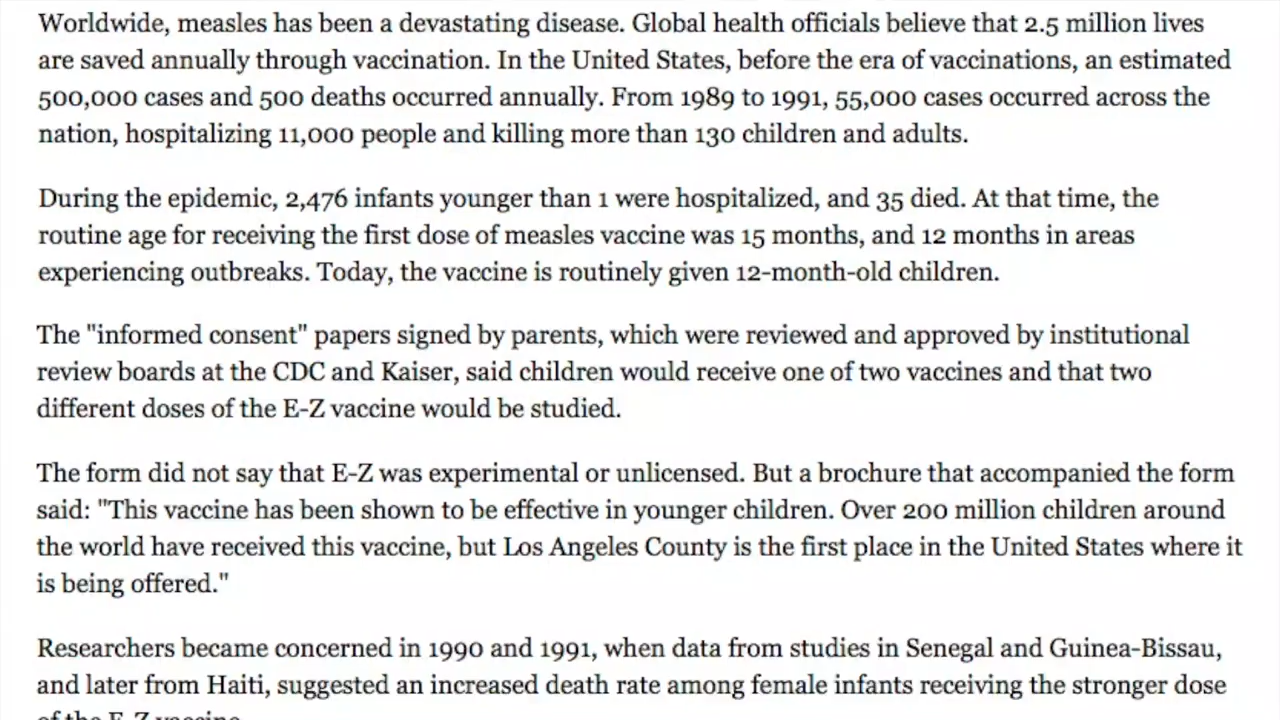 Worldwide, measles has been a devastating disease. Global health officials believe that 2.5 million lives
are saved annually through vaccination. In the United States, before the era of vaccinations, an estimated
500,000 cases and 500 deaths occurred annually. From 1989 to 1991, 55,000 cases occurred across the
nation, hospitalizing 11,000 people and killing more than 130 children and adults.
During the epidemic, 2,476 infants younger than 1 were hospitalized, and 35 died. At that time, the
routine age for receiving the first dose of measles vaccine was 15 months, and 12 months in areas
experiencing outbreaks. Today, the vaccine is routinely given 12-month-old children.
The "informed consent" papers signed by parents, which were reviewed and approved by institutional
review boards at the CDC and Kaiser, said children would receive one of two vaccines and that two
different doses of the E-Z vaccine would be studied.
The form did not say that E-Z was experimental or unlicensed. But a brochure that accompanied the form
said: "This vaccine has been shown to be effective in younger children. Over 200 million children around
the world have received this vaccine, but Los Angeles County is the first place in the United States where it
is being offered."
Researchers became concerned in 1990 and 1991, when data from studies in Senegal and Guinea-Bissau,
and later from Haiti, suggested an increased death rate among female infants receiving the stronger dose
of the E-Z vaccine